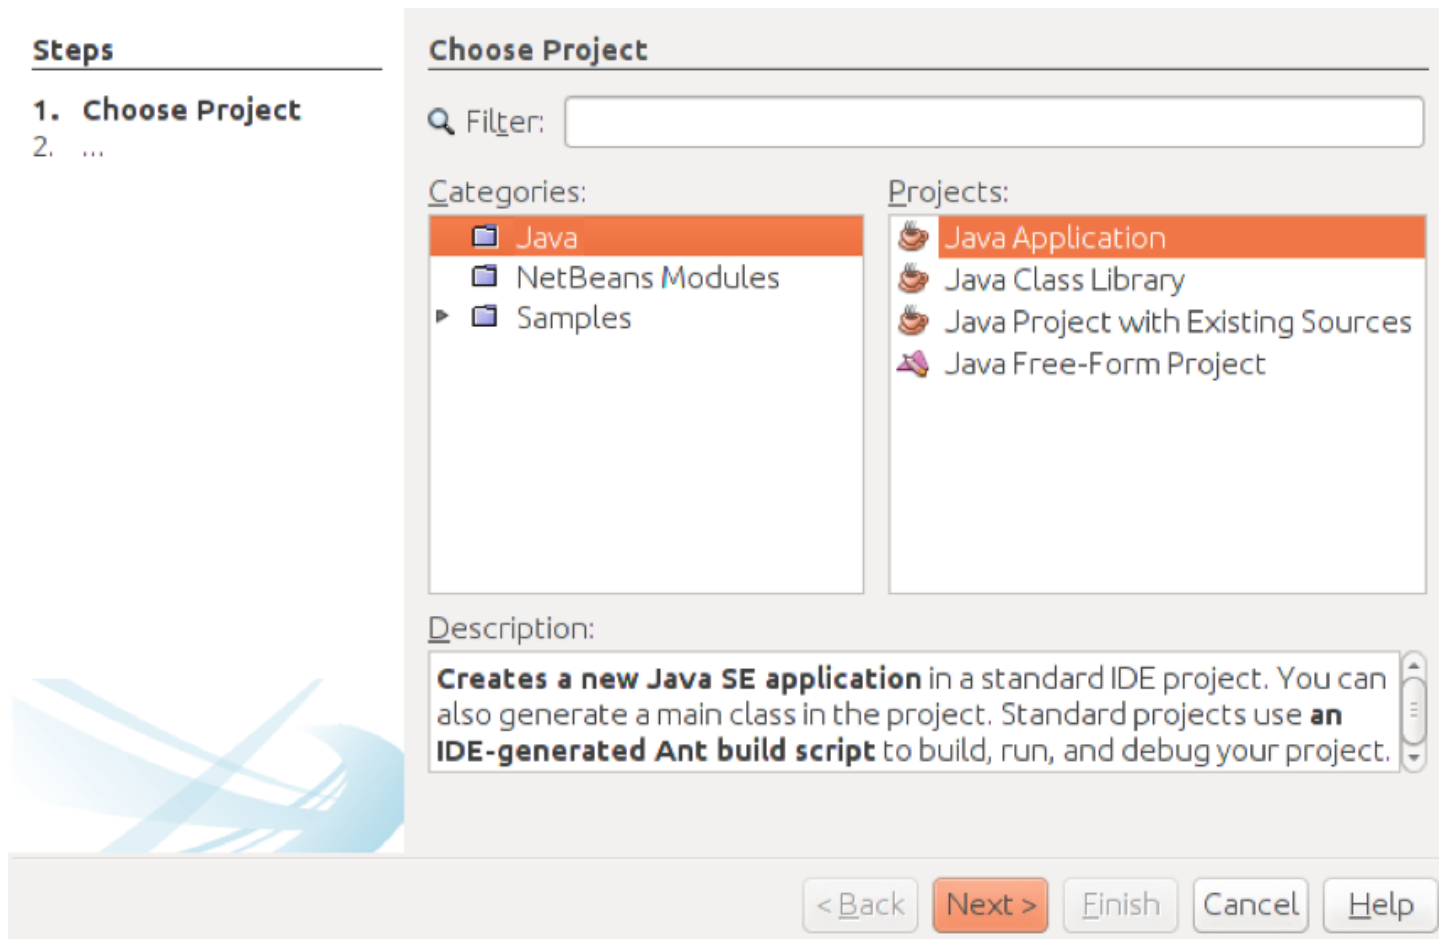 Steps
1. Choose Project
2. ...
Choose Project
Filter:
Categories:
Java
NetBeans Modules
Samples
Projects:
Java Application
Java Class Library
Java Project with Existing Sources
Java Free-Form Project
Description:
Creates a new Java SE application in a standard IDE project. You can
also generate a main class in the project. Standard projects use an
IDE-generated Ant build script to build, run, and debug your project.
< Back
Next >
Finish
Cancel
Help